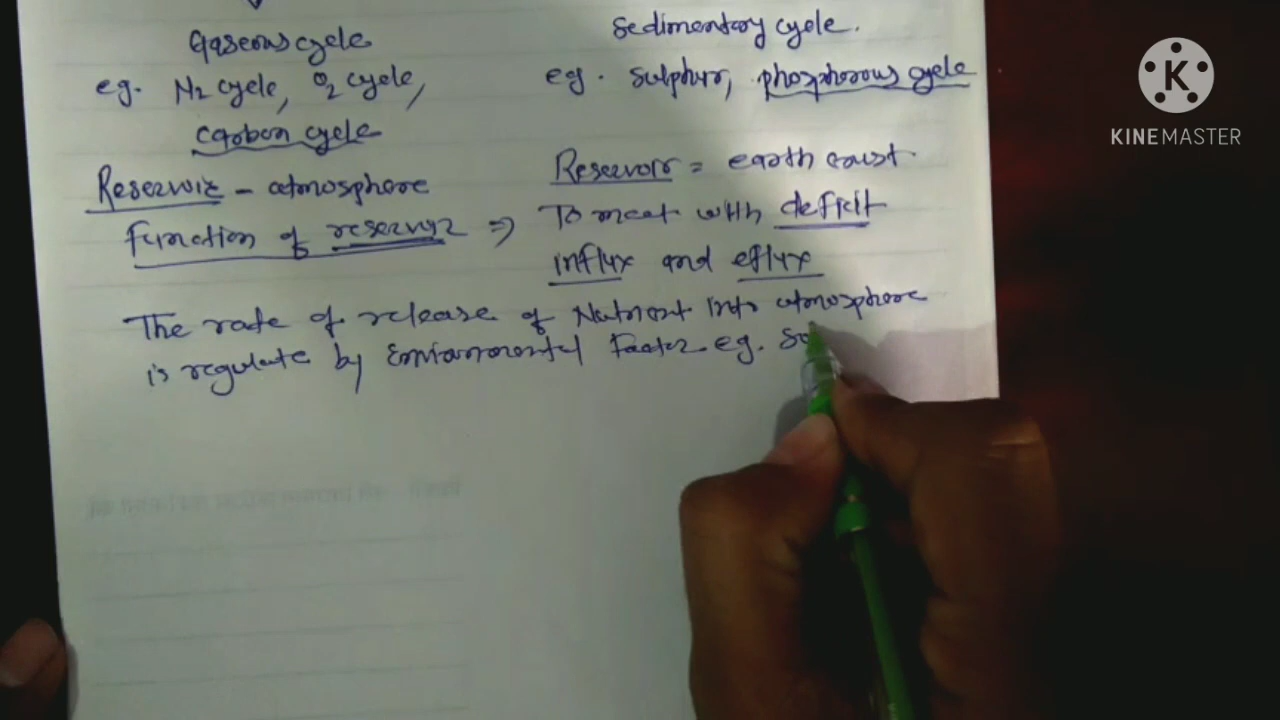 Gaseous cycle
eg. N2 cycle, O2 cycle,
Carbon cycle
Reservoir - atmosphere
Sedimentary cycle.
eg. Sulphur, phosphorous cycle
Reservoir = earth crust
function of reservoir => To meet with deficit
influx and eflux
The rate of release of Nutrient into atmosphere
is regulate by Environmental Factor eg. So
K
KINEMASTER